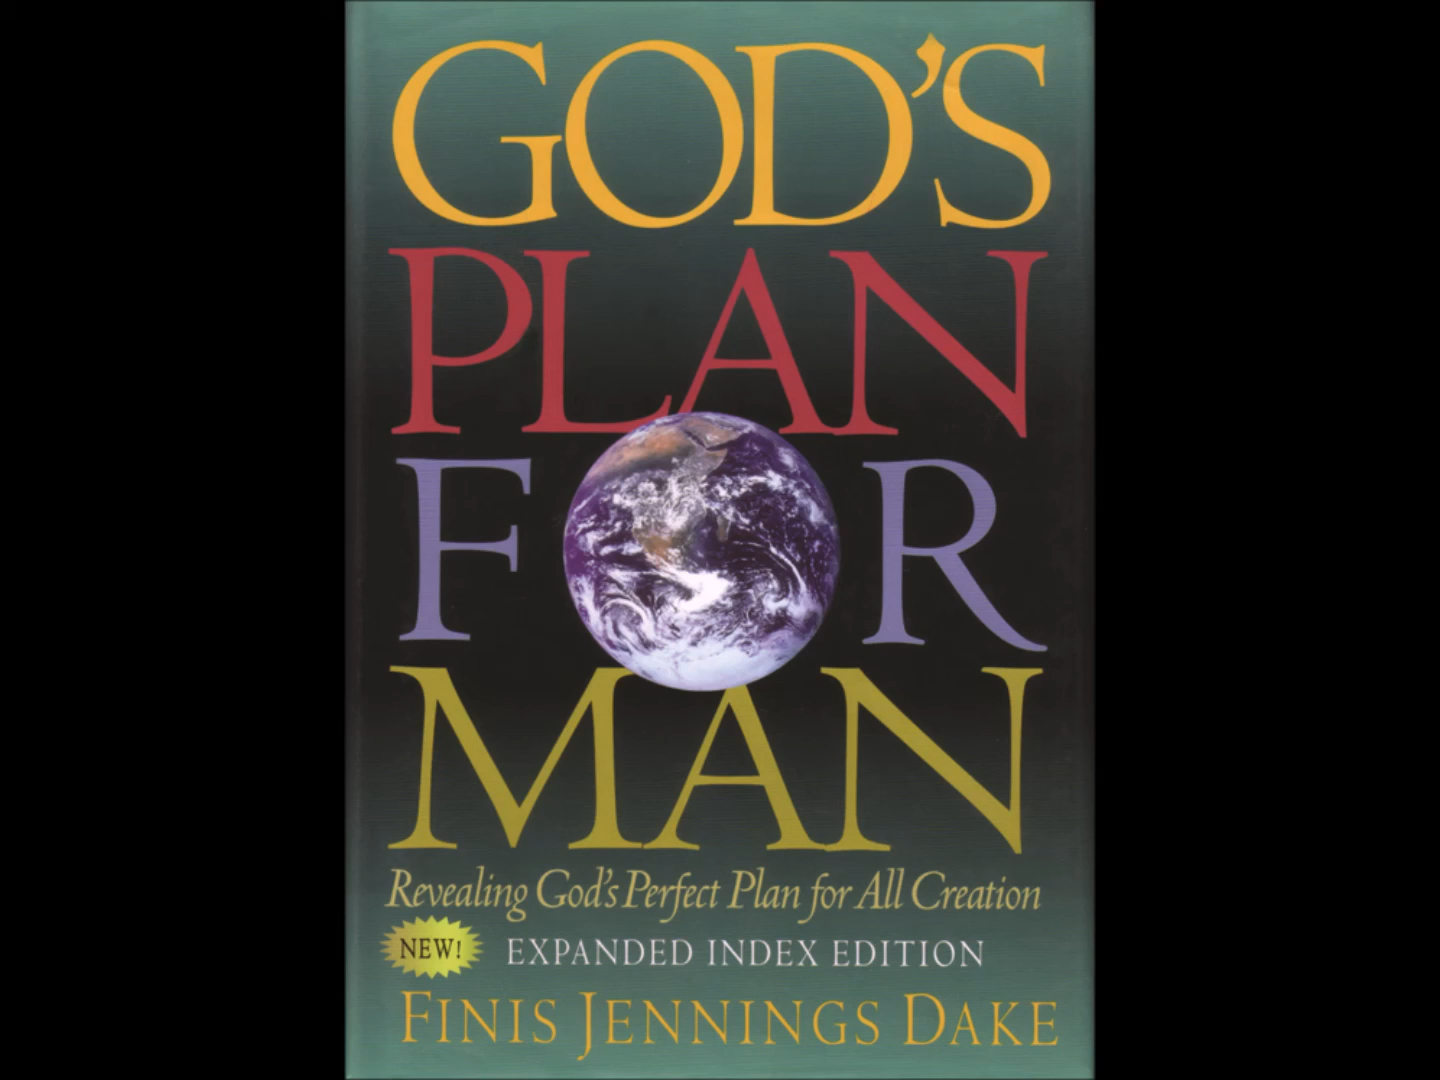 GOD'S
PLAN
FOR
MAN
Revealing God's Perfect Plan for All Creation
NEW! EXPANDED INDEX EDITION
FINIS JENNINGS DAKE